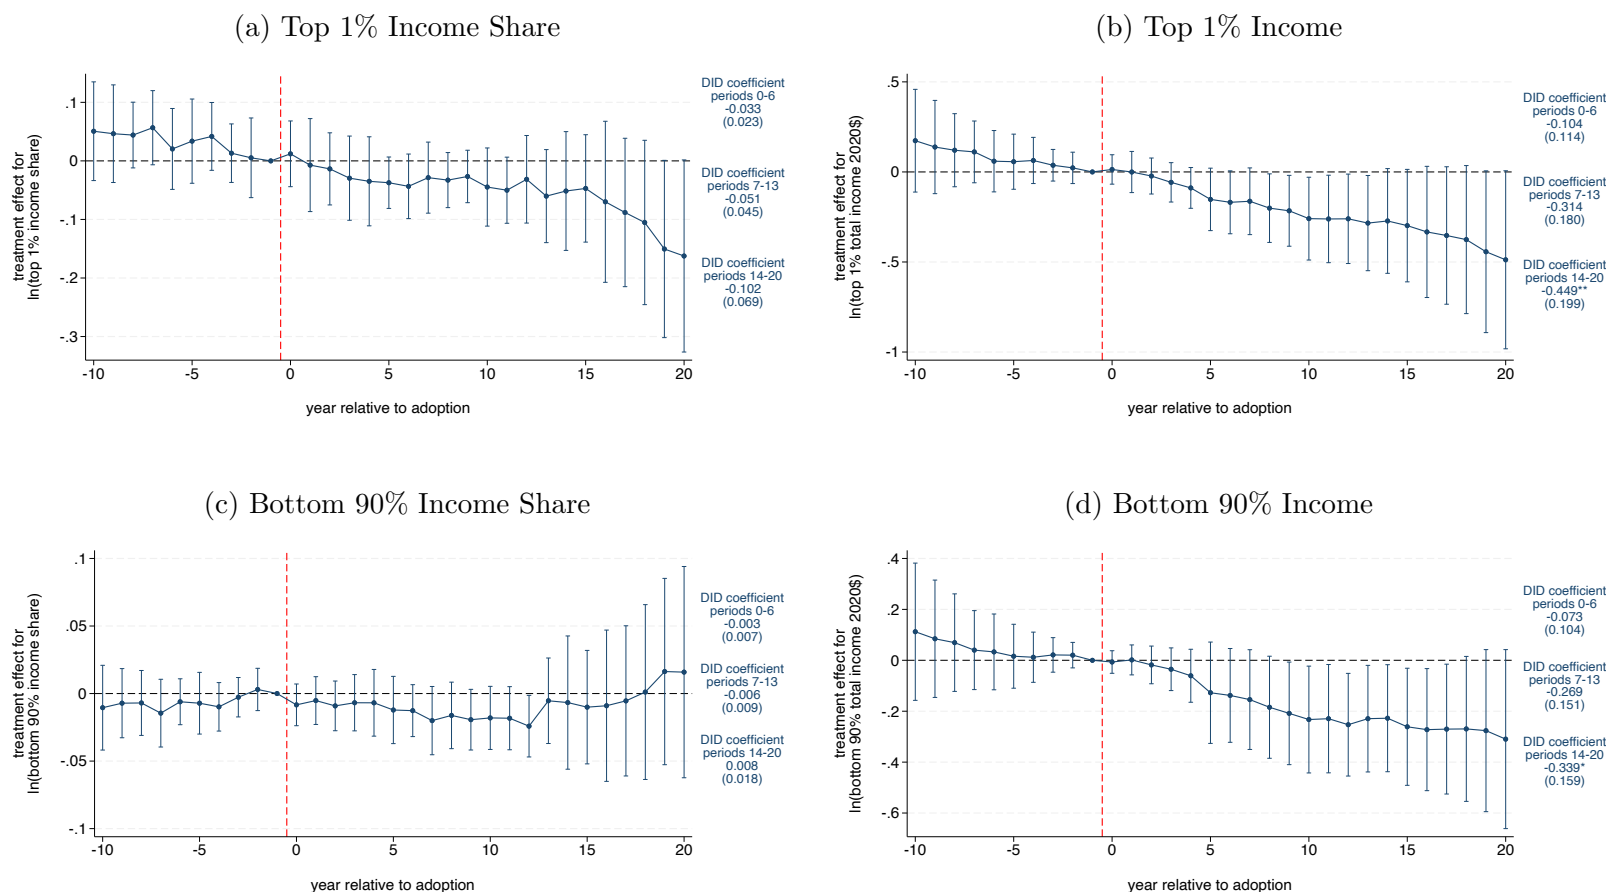 (a) Top 1% Income Share
treatment effect for
ln(top 1% income share)
.1
0
-.1
-.2
-.3
-10
-5
0
5
10
15
20
year relative to adoption
DID coefficient
periods 0-6
-0.033
(0.023)
DID coefficient
periods 7-13
-0.051
(0.045)
DID coefficient
periods 14-20
-0.102
(0.069)
(b) Top 1% Income
treatment effect for
ln((top 1% total income 2020$)
.5
0
-.5
-1
-10
-5
0
5
10
15
20
year relative to adoption
DID coefficient
periods 0-6
-0.104
(0.114)
DID coefficient
periods 7-13
-0.314
(0.180)
DID coefficient
periods 14-20
-0.449**
(0.199)
(c) Bottom 90% Income Share
treatment effect for
ln(bottom 90% income share)
.1
.05
0
-.05
-.1
-10
-5
0
5
10
15
20
year relative to adoption
DID coefficient
periods 0-6
-0.003
(0.007)
DID coefficient
periods 7-13
-0.006
(0.009)
DID coefficient
periods 14-20
0.008
(0.018)
(d) Bottom 90% Income
treatment effect for
ln(bottom 90% total income 2020$)
.4
.2
0
-.2
-.4
-.6
-10
-5
0
5
10
15
20
year relative to adoption
DID coefficient
periods 0-6
-0.073
(0.104)
DID coefficient
periods 7-13
-0.269
(0.151)
DID coefficient
periods 14-20
-0.339*
(0.159)